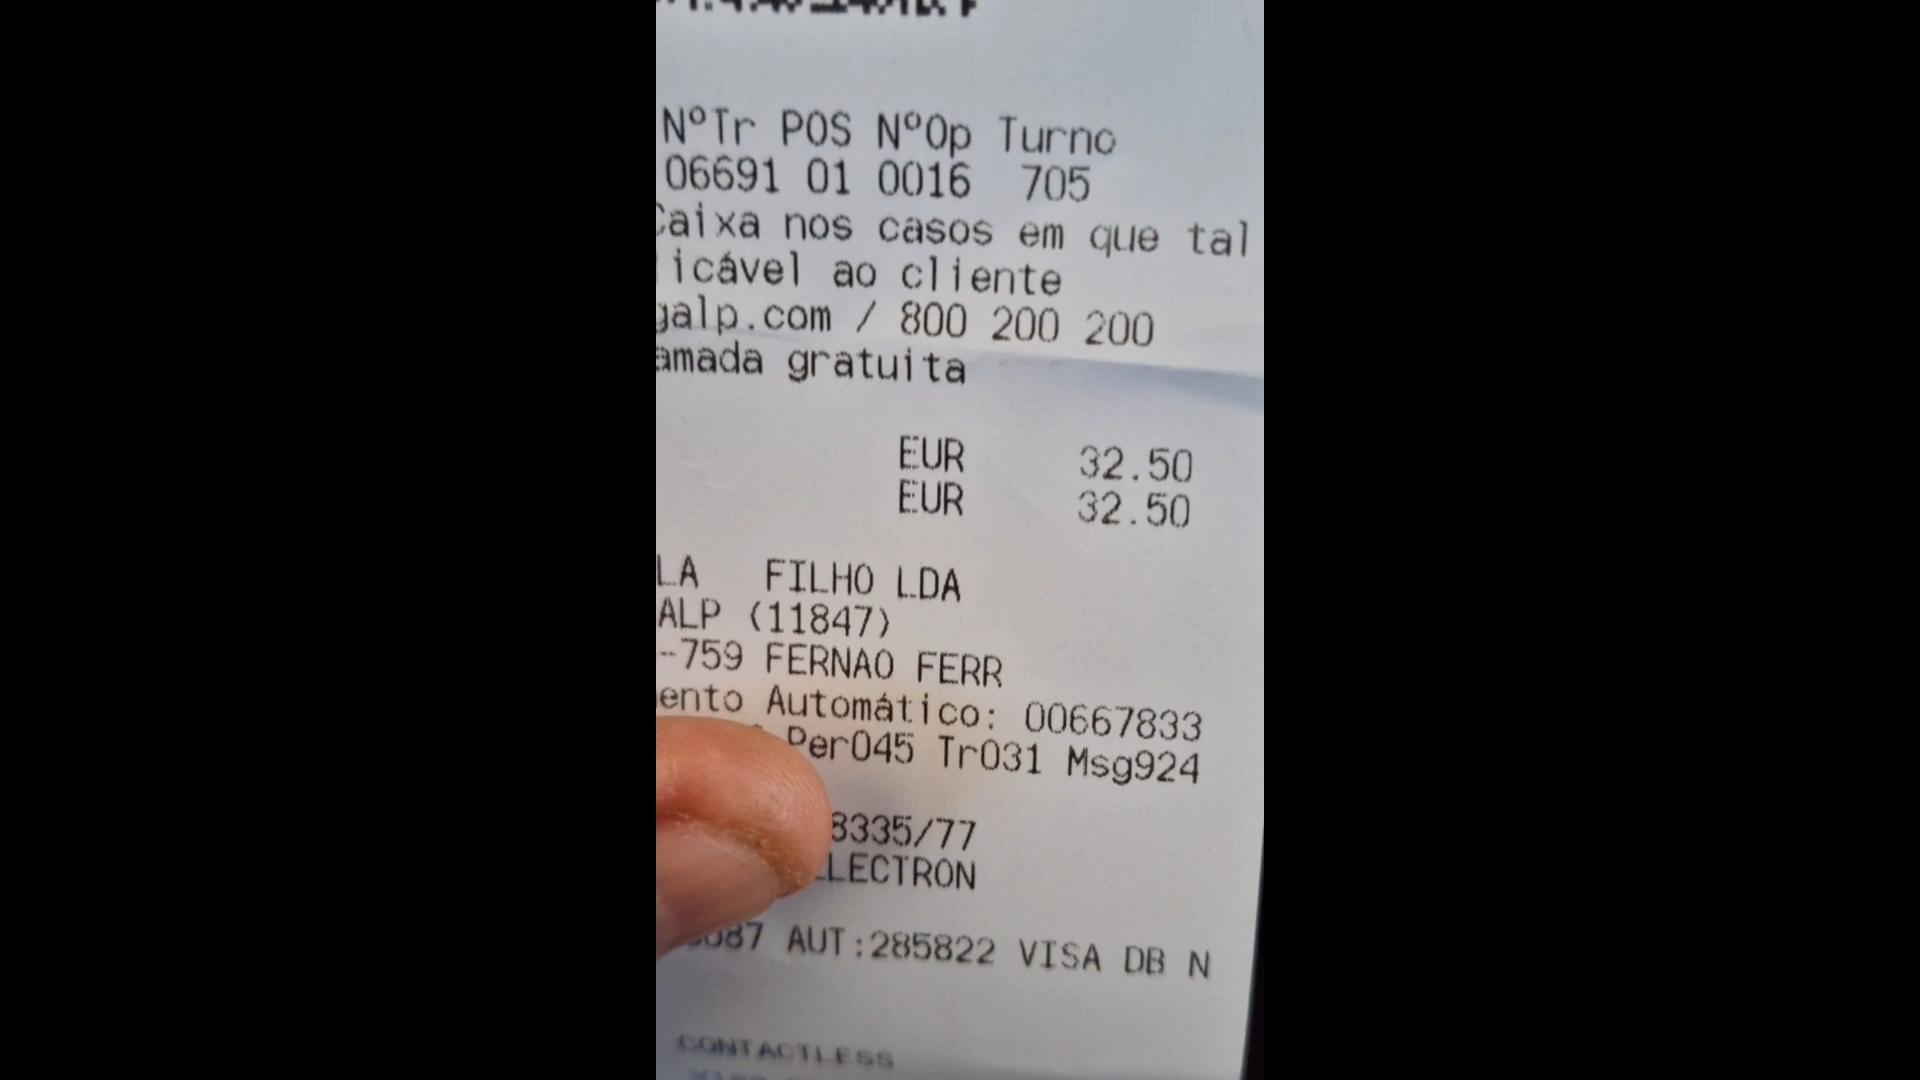 NºTr POS NºOp Turno
06691 01 0016 705
Caixa nos casos em que tal
icável ao cliente
galp.com / 800 200 200
amada gratuita
EUR 32.50
EUR 32.50
LA FILHO LDA
ALP (11847)
-759 FERNAO FERR
ento Automático: 00667833
Per045 Tr031 Msg924
3335/77
LECTRON
087 AUT:285822 VISA DB N
CONTACTLESS